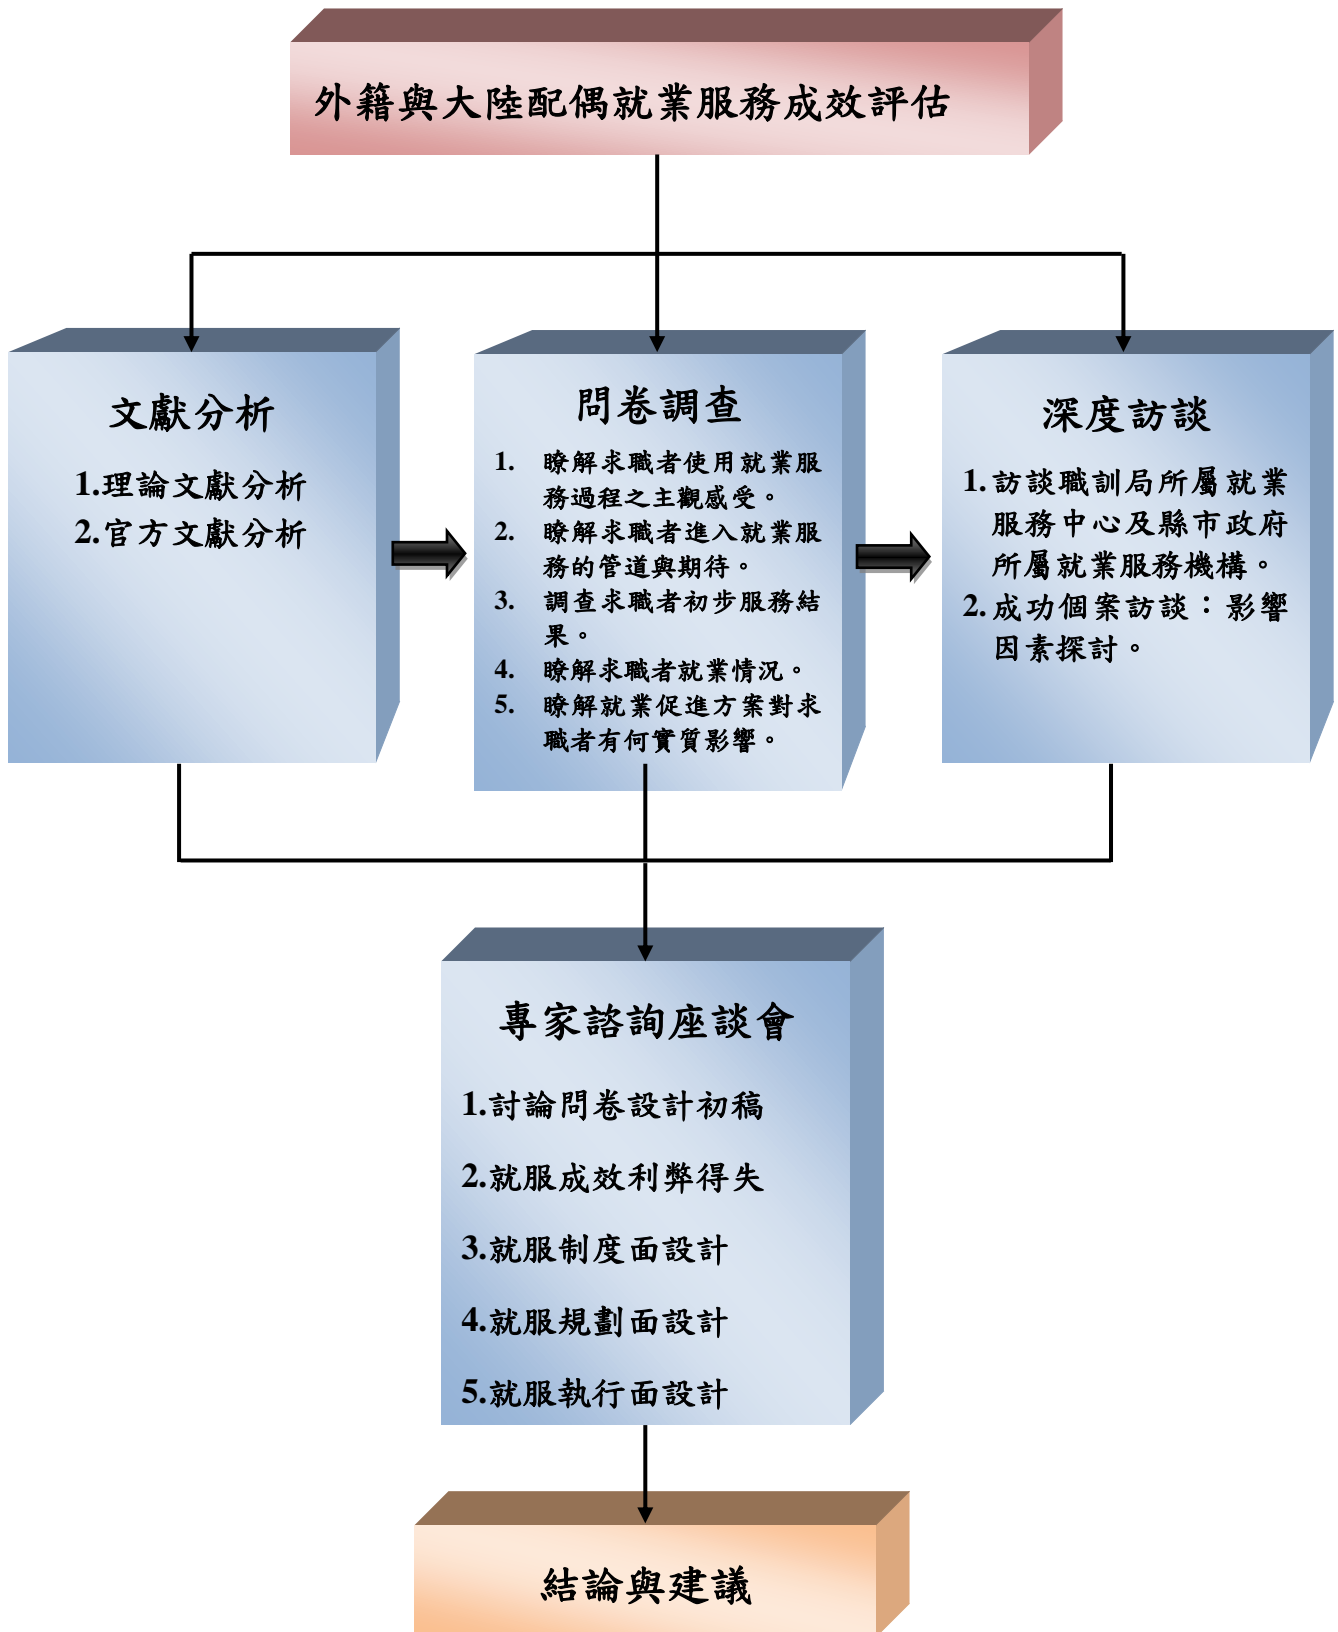 外籍與大陸配偶就業服務成效評估
文獻分析
1.理論文獻分析
2.官方文獻分析
問卷調查
1. 瞭解求職者使用就業服
務過程之主觀感受。
2. 瞭解求職者進入就業服
務的管道與期待。
3. 調查求職者初步服務結
果。
4. 瞭解求職者就業情況。
5. 瞭解就業促進方案對求
職者有何實質影響。
深度訪談
1.訪談職訓局所屬就業
服務中心及縣市政府
所屬就業服務機構。
2.成功個案訪談：影響
因素探討。
專家諮詢座談會
1.討論問卷設計初稿
2.就服成效利弊得失
3.就服制度面設計
4.就服規劃面設計
5.就服執行面設計
結論與建議